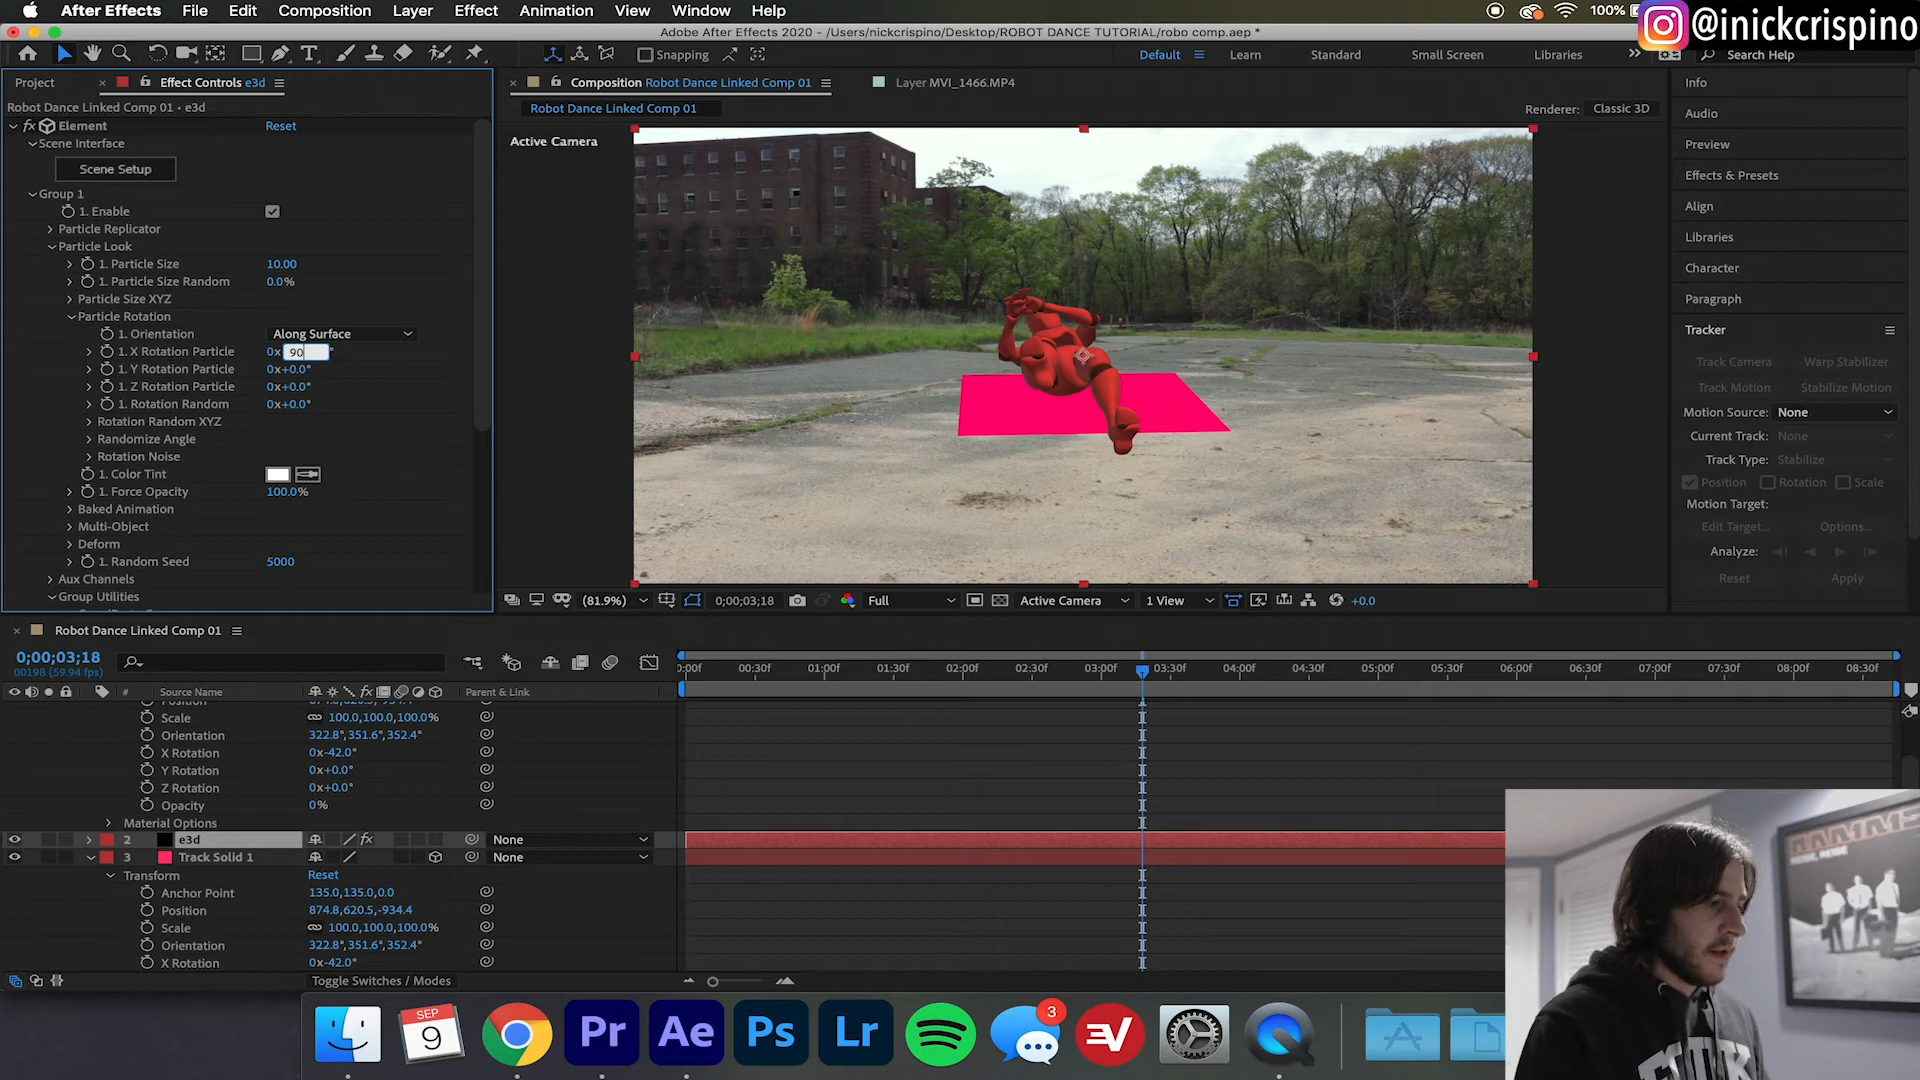 After Effects File Edit Composition Layer Effect Animation View Window Help 100%
@inickcrispino
Adobe After Effects 2020 - /Users/nickcrispino/Desktop/ROBOT DANCE TUTORIAL/robo comp.aep *
Snapping Default Learn Standard Small Screen Libraries Search Help
Project Effect Controls e3d
Composition Robot Dance Linked Comp 01 Layer MVI_1466.MP4
Robot Dance Linked Comp 01 • e3d
Robot Dance Linked Comp 01
Renderer: Classic 3D
fx Element Reset
Scene Interface
Scene Setup
Group 1
1. Enable
Particle Replicator
Particle Look
1. Particle Size 10.00
1. Particle Size Random 0.0%
Particle Size XYZ
Particle Rotation
1. Orientation Along Surface
1. X Rotation Particle 0x 90 °
1. Y Rotation Particle 0x+0.0°
1. Z Rotation Particle 0x+0.0°
1. Rotation Random 0x+0.0°
Rotation Random XYZ
Randomize Angle
Rotation Noise
1. Color Tint
1. Force Opacity 100.0%
Baked Animation
Multi-Object
Deform
1. Random Seed 5000
Aux Channels
Group Utilities
Active Camera
(81.9%) 0;00;03;18 Full Active Camera 1 View +0.0
Info
Audio
Preview
Effects & Presets
Align
Libraries
Character
Paragraph
Tracker
Track Camera Warp Stabilizer
Track Motion Stabilize Motion
Motion Source: None
Current Track: None
Track Type: Stabilize
Position Rotation Scale
Motion Target:
Edit Target... Options...
Analyze:
Reset Apply
Robot Dance Linked Comp 01
0;00;03;18
00198 (59.94 fps)
:00f 00:30f 01:00f 01:30f 02:00f 02:30f 03:00f 03:30f 04:00f 04:30f 05:00f 05:30f 06:00f 06:30f 07:00f 07:30f 08:00f 08:30f
# Source Name fx Parent & Link
Position 874.8,620.5,-934.4
Scale 100.0,100.0,100.0%
Orientation 322.8°,351.6°,352.4°
X Rotation 0x-42.0°
Y Rotation 0x+0.0°
Z Rotation 0x+0.0°
Opacity 0%
Material Options
2 e3d fx None
3 Track Solid 1 None
Transform Reset
Anchor Point 135.0,135.0,0.0
Position 874.8,620.5,-934.4
Scale 100.0,100.0,100.0%
Orientation 322.8°,351.6°,352.4°
X Rotation 0x-42.0°
Toggle Switches / Modes
SEP
9
Pr Ae Ps Lr
3